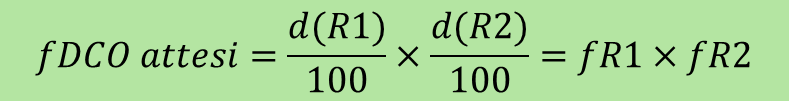 fDCO attesi = d(R1)/100 × d(R2)/100 = fR1 × fR2